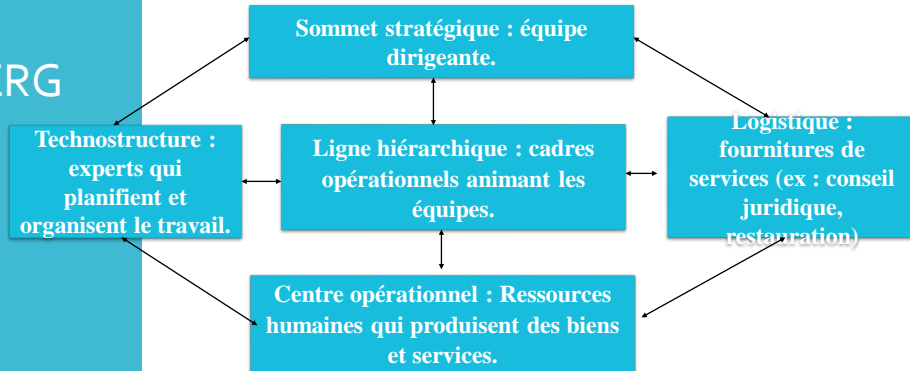 Sommet stratégique : équipe
dirigeante.
ERG
Technostructure :
experts qui
planifient et
organisent le travail.
Ligne hiérarchique : cadres
opérationnels animant les
équipes.
Logistique :
fournitures de
services (ex : conseil
juridique,
restauration)
Centre opérationnel : Ressources
humaines qui produisent des biens
et services.